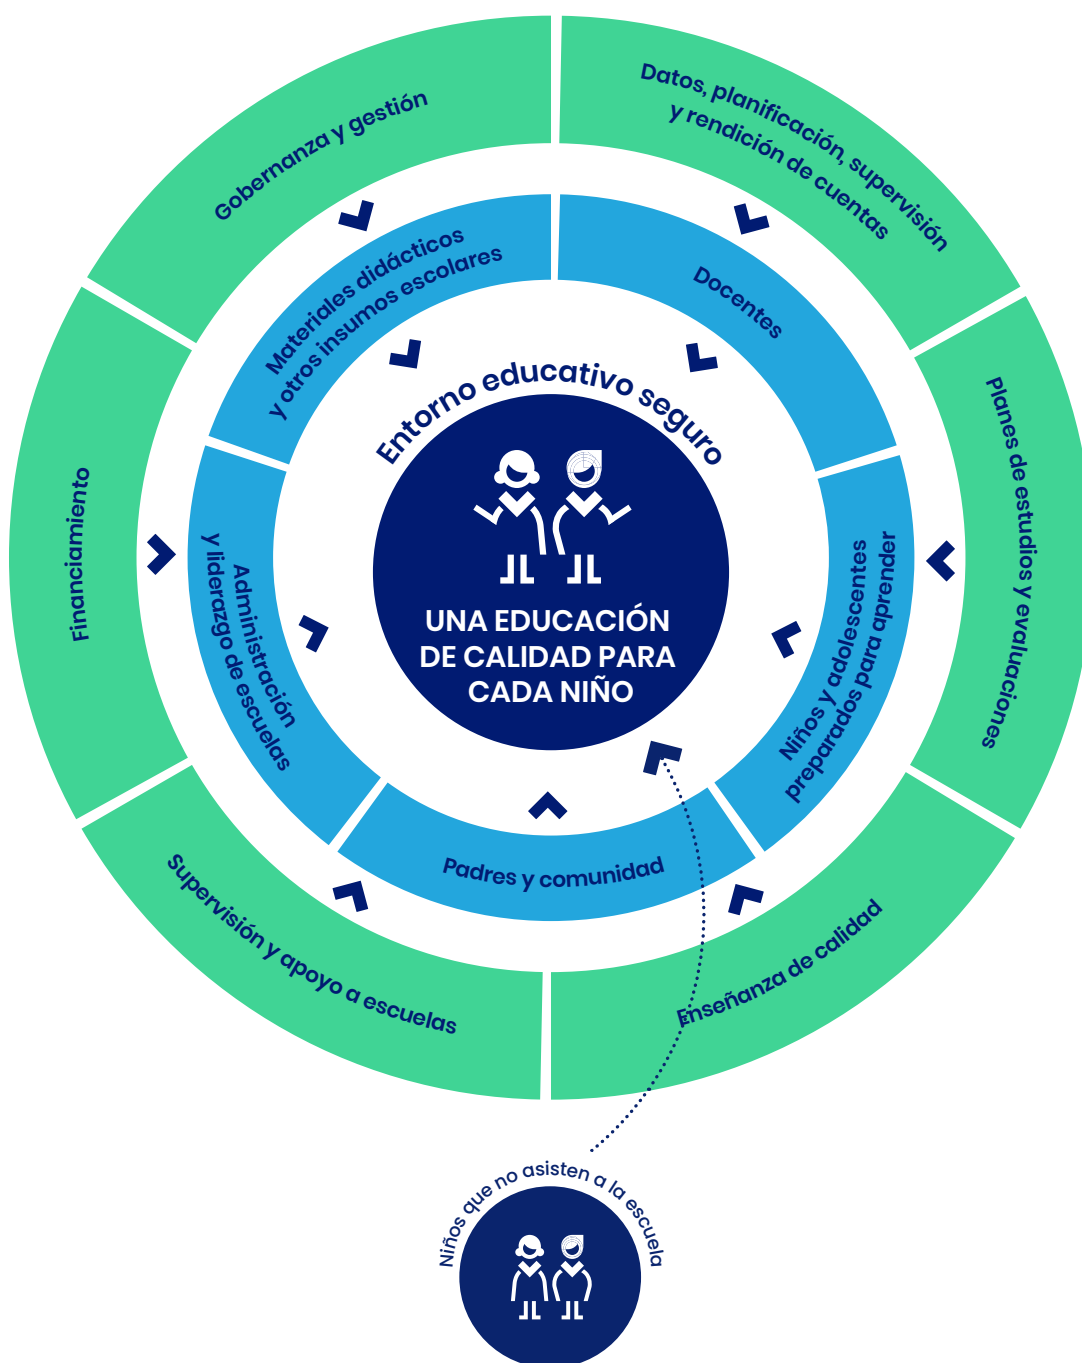 Gobernanza y gestión
Datos, planificación, supervisión
y rendición de cuentas
Materiales didácticos
y otros insumos escolares
Docentes
Planes de estudios y evaluaciones
Entorno educativo seguro
Financiamiento
UNA EDUCACIÓN
DE CALIDAD PARA
CADA NIÑO
Niños y adolescentes
preparados para aprender
Administración
y liderazgo de escuelas
Padres y comunidad
Supervisión y apoyo a escuelas
Enseñanza de calidad
Niños que no asisten a la escuela